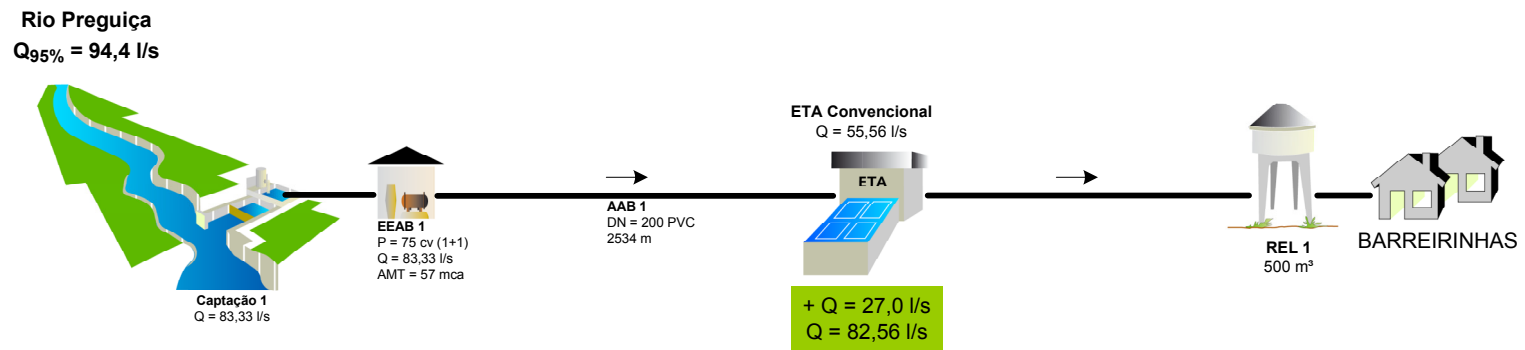 Rio Preguiça
Q95% = 94,4 l/s
Captação 1
Q = 83,33 l/s
EEAB 1
P = 75 cv (1+1)
Q = 83,33 l/s
AMT = 57 mca
AAB 1
DN = 200 PVC
2534 m
ETA Convencional
Q = 55,56 l/s
ETA
+ Q = 27,0 l/s
Q = 82,56 l/s
REL 1
500 m³
BARREIRINHAS